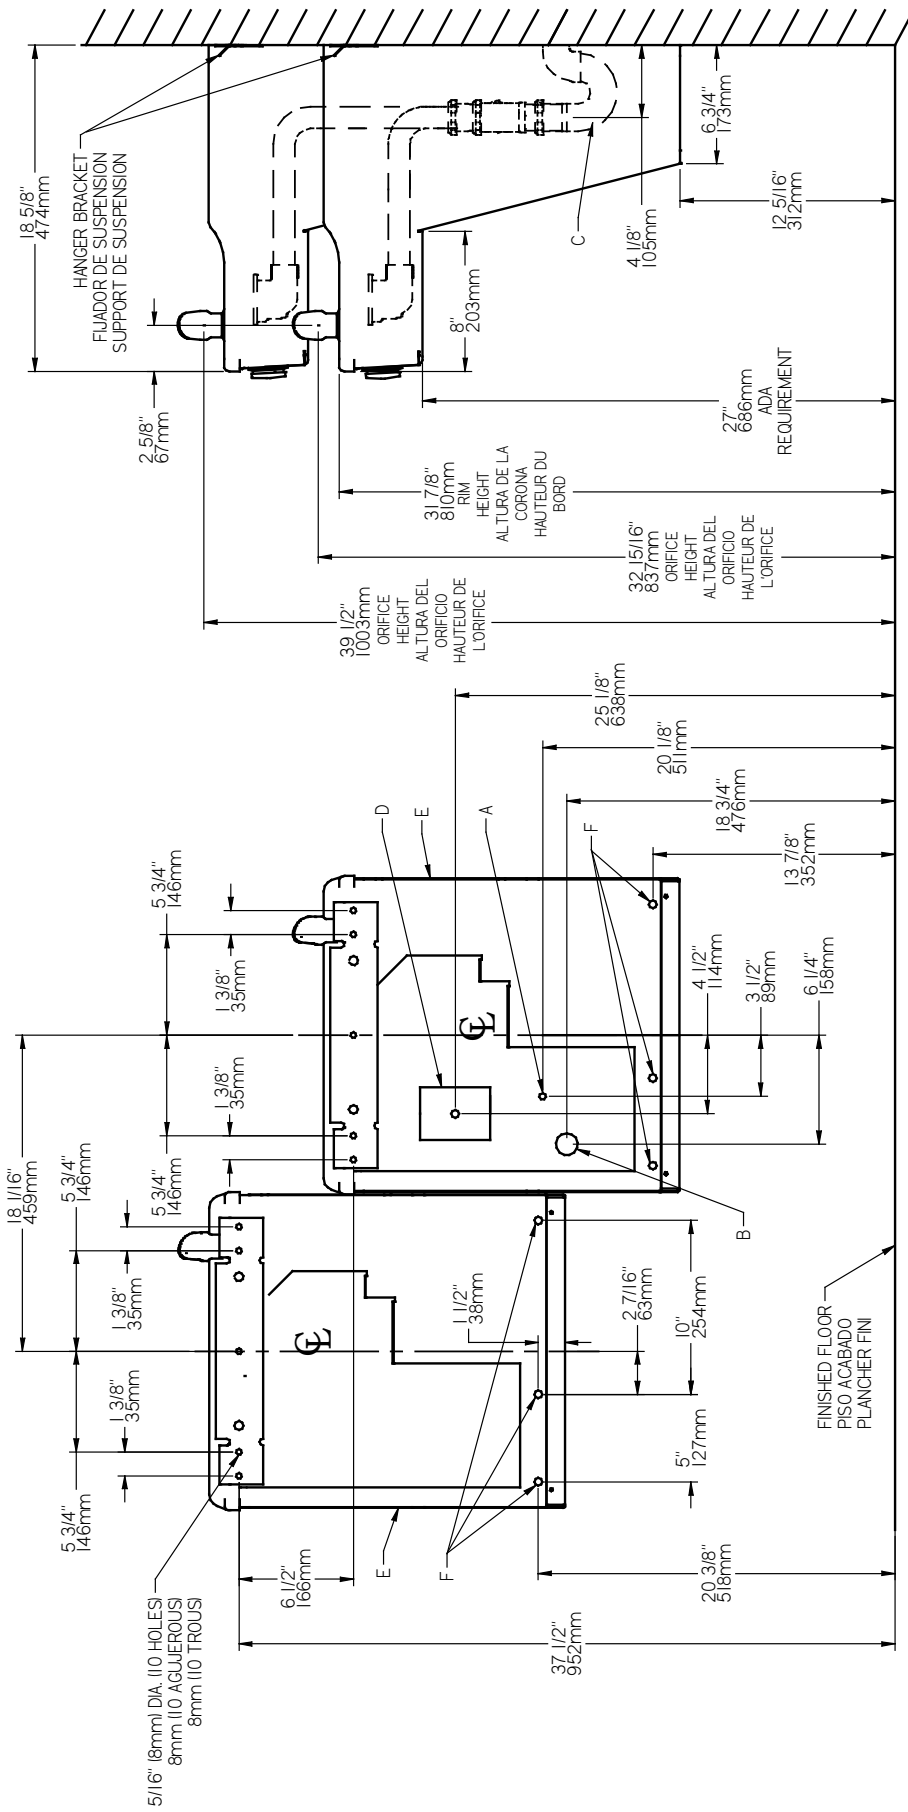 18 5/8"
474mm
HANGER BRACKET
FIJADOR DE SUSPENSION
SUPPORT DE SUSPENSION
2 5/8"
67mm
8"
203mm
C
4 1/8"
105mm
6 3/4"
173mm
12 5/16"
312mm
27"
686mm
ADA
REQUIREMENT
31 7/8"
810mm
RIM
HEIGHT
ALTURA DE LA
CORONA
HAUTEUR DU
BORD
32 15/16"
837mm
ORIFICE
HEIGHT
ALTURA DEL
ORIFICIO
HAUTEUR DE
L'ORIFICE
39 1/2"
1003mm
ORIFICE
HEIGHT
ALTURA DEL
ORIFICIO
HAUTEUR DE
L'ORIFICE
25 1/8"
638mm
20 1/8"
511mm
18 3/4"
476mm
13 7/8"
352mm
D
E
A
F
5 3/4"
146mm
1 3/8"
35mm
1 3/8"
35mm
5 3/4"
146mm
CL
4 1/2"
114mm
3 1/2"
89mm
6 1/4"
158mm
B
18 1/16"
459mm
5 3/4"
146mm
1 3/8"
35mm
1 3/8"
35mm
5 3/4"
146mm
CL
1 1/2"
38mm
2 7/16"
63mm
10"
254mm
5"
127mm
FINISHED FLOOR
PISO ACABADO
PLANCHER FINI
5/16" (8mm) DIA. (10 HOLES)
8mm (10 AGUJEROUS)
8mm (10 TROUS)
6 1/2"
166mm
E
F
20 3/8"
518mm
37 1/2"
952mm